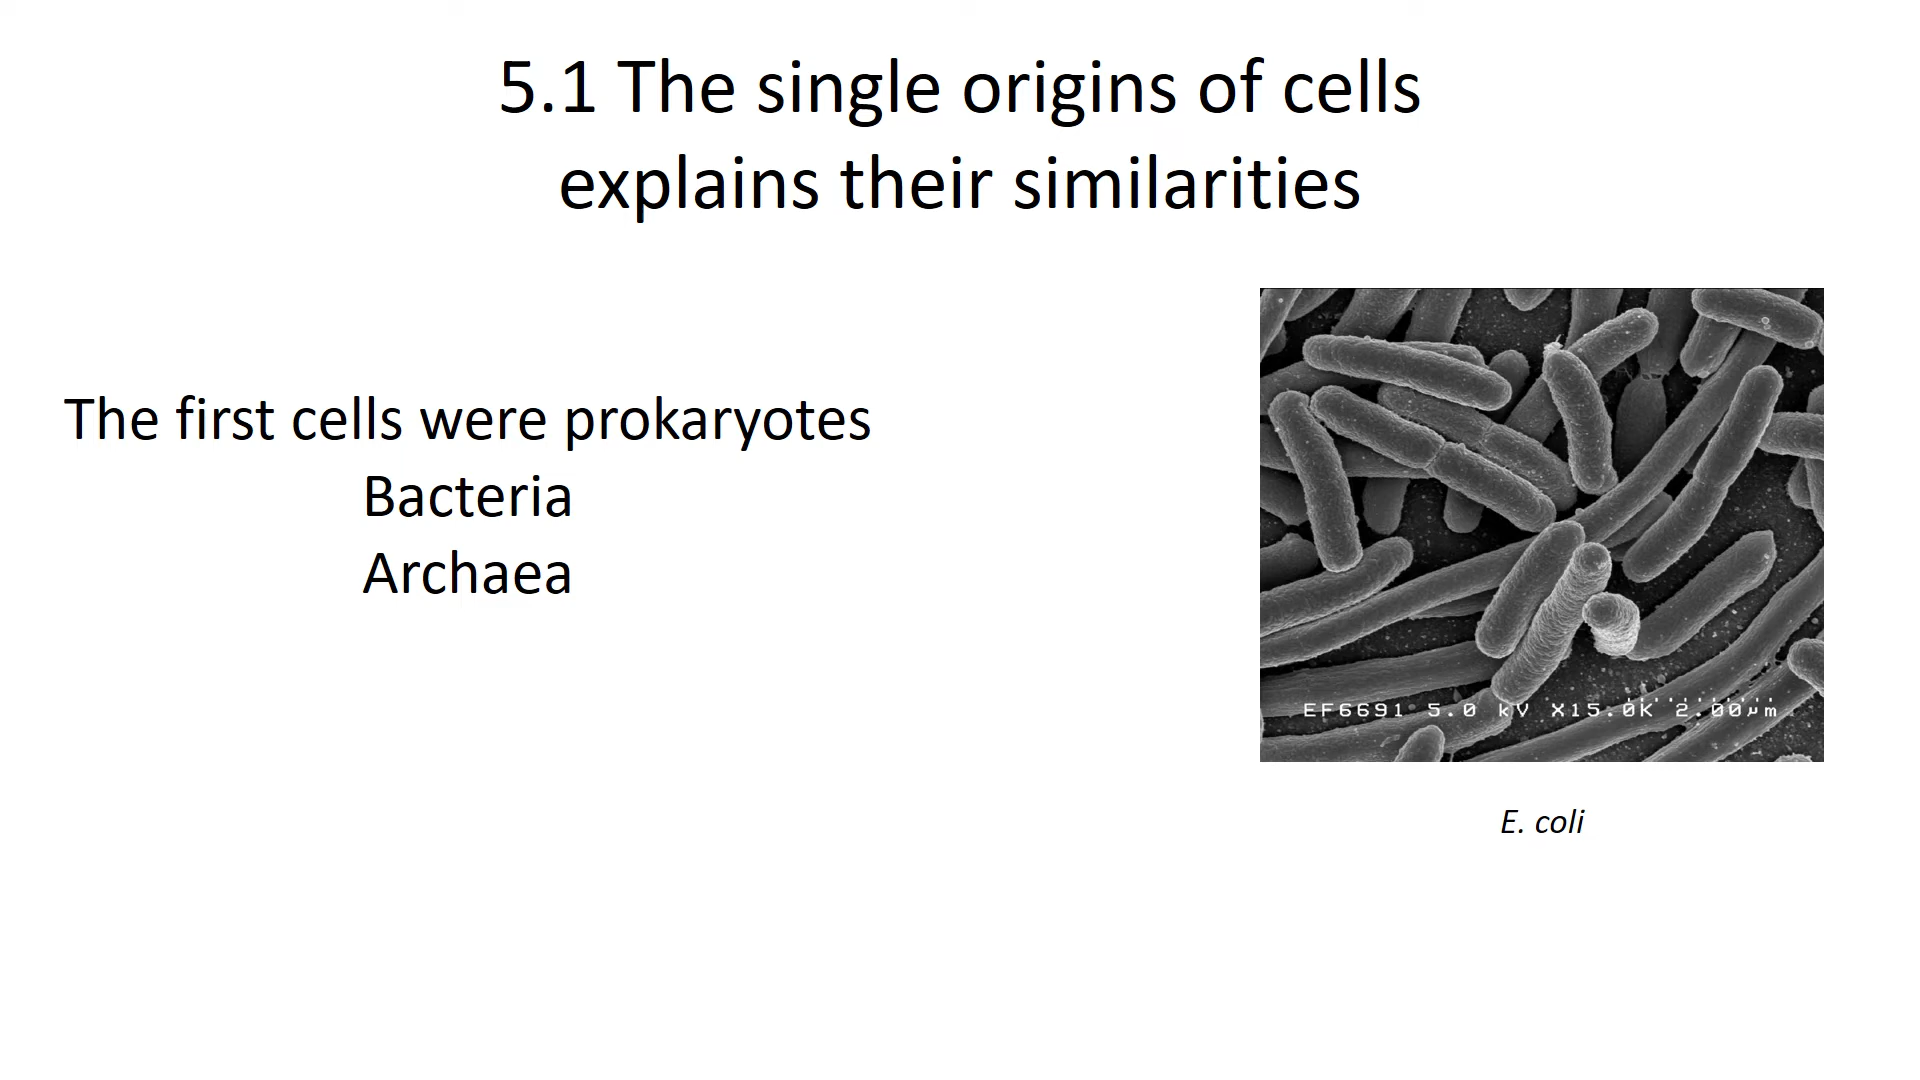 5.1 The single origins of cells
explains their similarities
The first cells were prokaryotes
Bacteria
Archaea
EF6691 5.0 kV X15.0K 2.00µm
E. coli